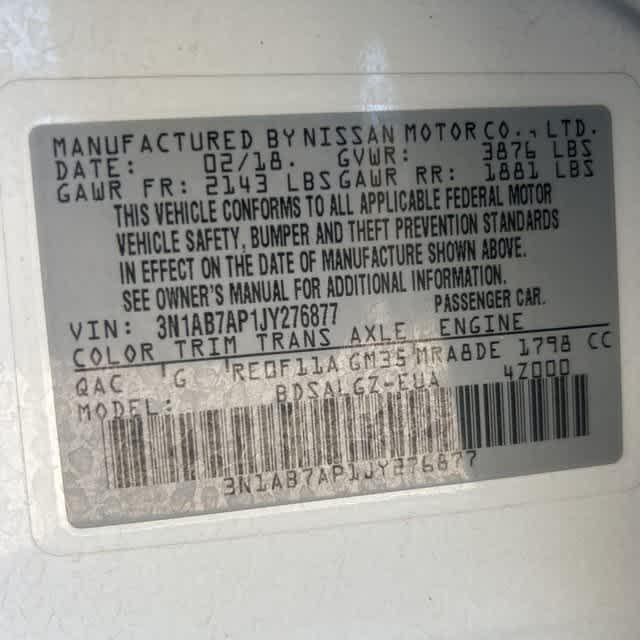 MANUFACTURED BY NISSAN MOTOR CO., LTD.
DATE: 02/18. GVWR: 3876 LBS
GAWR FR: 2143 LBS GAWR RR: 1881 LBS
THIS VEHICLE CONFORMS TO ALL APPLICABLE FEDERAL MOTOR
VEHICLE SAFETY, BUMPER AND THEFT PREVENTION STANDARDS
IN EFFECT ON THE DATE OF MANUFACTURE SHOWN ABOVE.
SEE OWNER'S MANUAL FOR ADDITIONAL INFORMATION.
VIN: 3N1AB7AP1JY276877 PASSENGER CAR.
COLOR TRIM TRANS AXLE ENGINE
QAC G RE0F11A GM35 MRA8DE 1798 CC
MODEL: BDSALGZ-EUA 4Z000
3N1AB7AP1JY276877